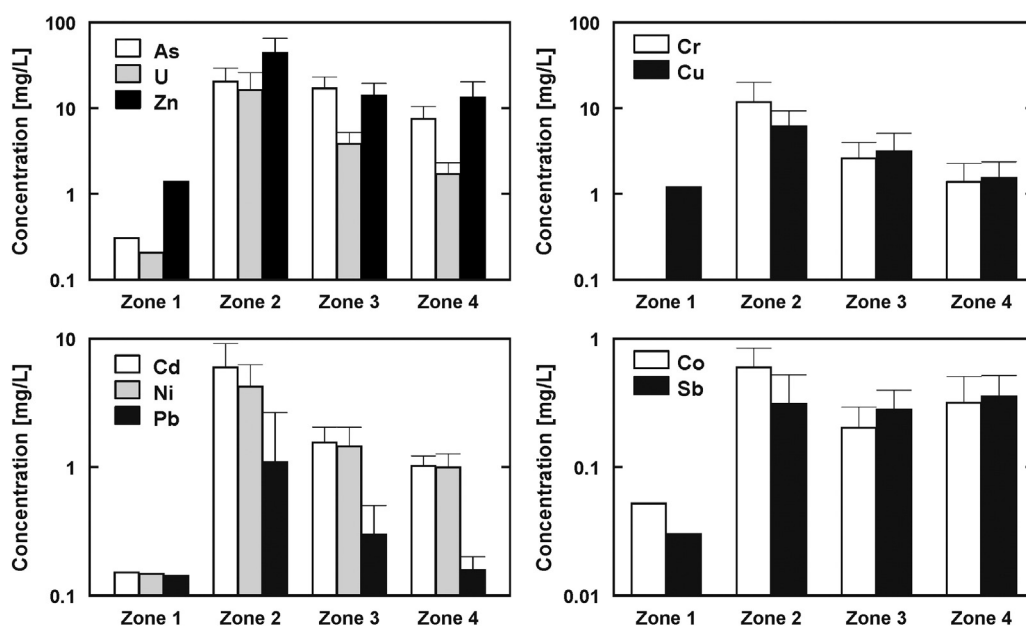 Concentration [mg/L]
100
10
1
0.1
As
U
Zn
Zone 1 Zone 2 Zone 3 Zone 4
Concentration [mg/L]
100
10
1
0.1
Cr
Cu
Zone 1 Zone 2 Zone 3 Zone 4
Concentration [mg/L]
10
1
0.1
Cd
Ni
Pb
Zone 1 Zone 2 Zone 3 Zone 4
Concentration [mg/L]
1
0.1
0.01
Co
Sb
Zone 1 Zone 2 Zone 3 Zone 4